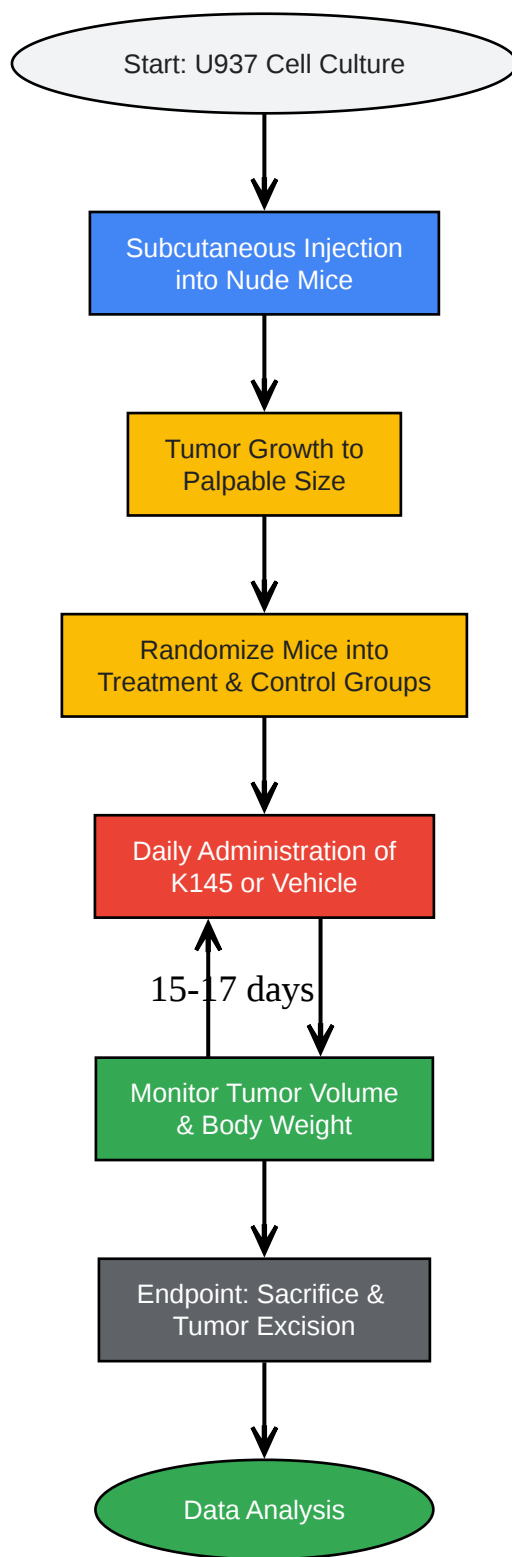 Start: U937 Cell Culture
Subcutaneous Injection
into Nude Mice
Tumor Growth to
Palpable Size
Randomize Mice into
Treatment & Control Groups
Daily Administration of
K145 or Vehicle
15-17 days
Monitor Tumor Volume
& Body Weight
Endpoint: Sacrifice &
Tumor Excision
Data Analysis